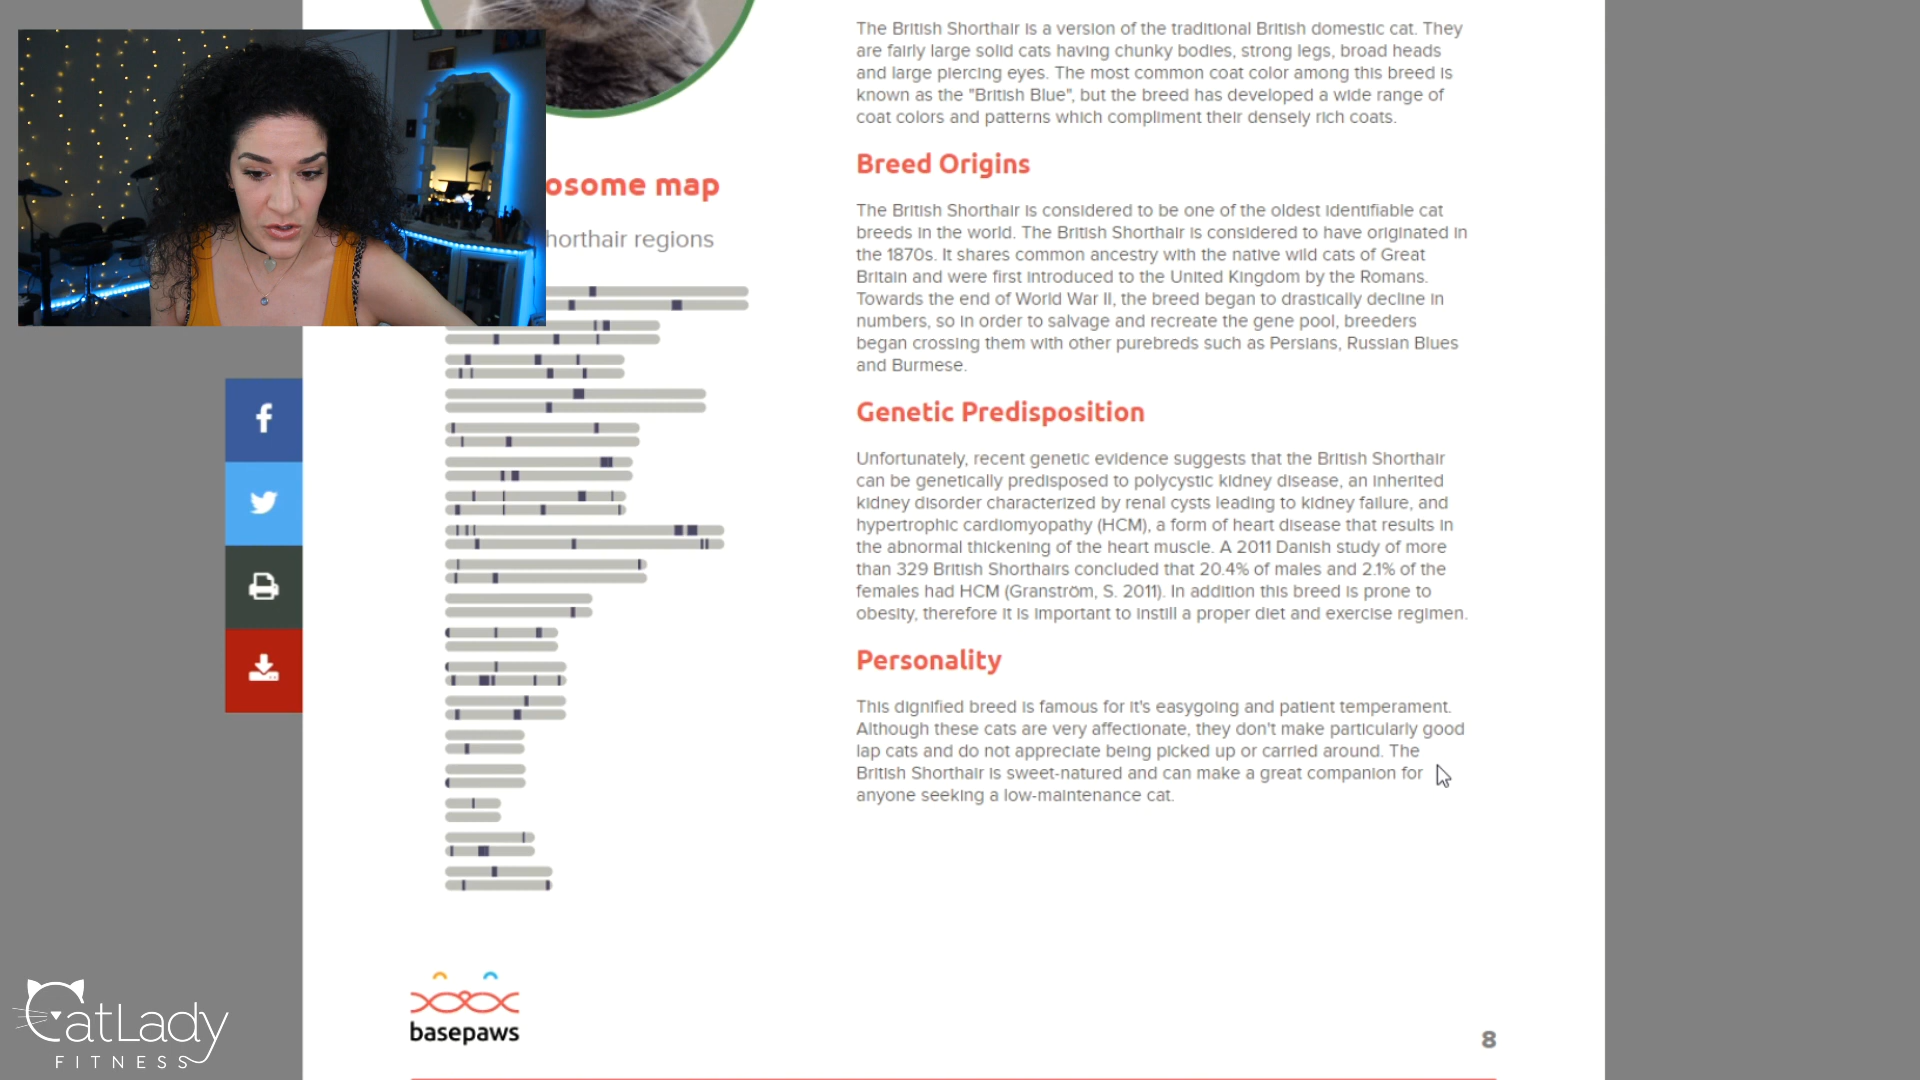 The British Shorthair is a version of the traditional British domestic cat. They
are fairly large solid cats having chunky bodies, strong legs, broad heads
and large piercing eyes. The most common coat color among this breed is
known as the "British Blue", but the breed has developed a wide range of
coat colors and patterns which compliment their densely rich coats.
osome map
horthair regions
Breed Origins
The British Shorthair is considered to be one of the oldest identifiable cat
breeds in the world. The British Shorthair is considered to have originated in
the 1870s. It shares common ancestry with the native wild cats of Great
Britain and were first introduced to the United Kingdom by the Romans.
Towards the end of World War II, the breed began to drastically decline in
numbers, so in order to salvage and recreate the gene pool, breeders
began crossing them with other purebreds such as Persians, Russian Blues
and Burmese.
Genetic Predisposition
Unfortunately, recent genetic evidence suggests that the British Shorthair
can be genetically predisposed to polycystic kidney disease, an inherited
kidney disorder characterized by renal cysts leading to kidney failure, and
hypertrophic cardiomyopathy (HCM), a form of heart disease that results in
the abnormal thickening of the heart muscle. A 2011 Danish study of more
than 329 British Shorthairs concluded that 20.4% of males and 2.1% of the
females had HCM (Granström, S. 2011). In addition this breed is prone to
obesity, therefore it is important to instill a proper diet and exercise regimen.
Personality
This dignified breed is famous for it's easygoing and patient temperament.
Although these cats are very affectionate, they don't make particularly good
lap cats and do not appreciate being picked up or carried around. The
British Shorthair is sweet-natured and can make a great companion for
anyone seeking a low-maintenance cat.
basepaws
8
CatLady
FITNESS